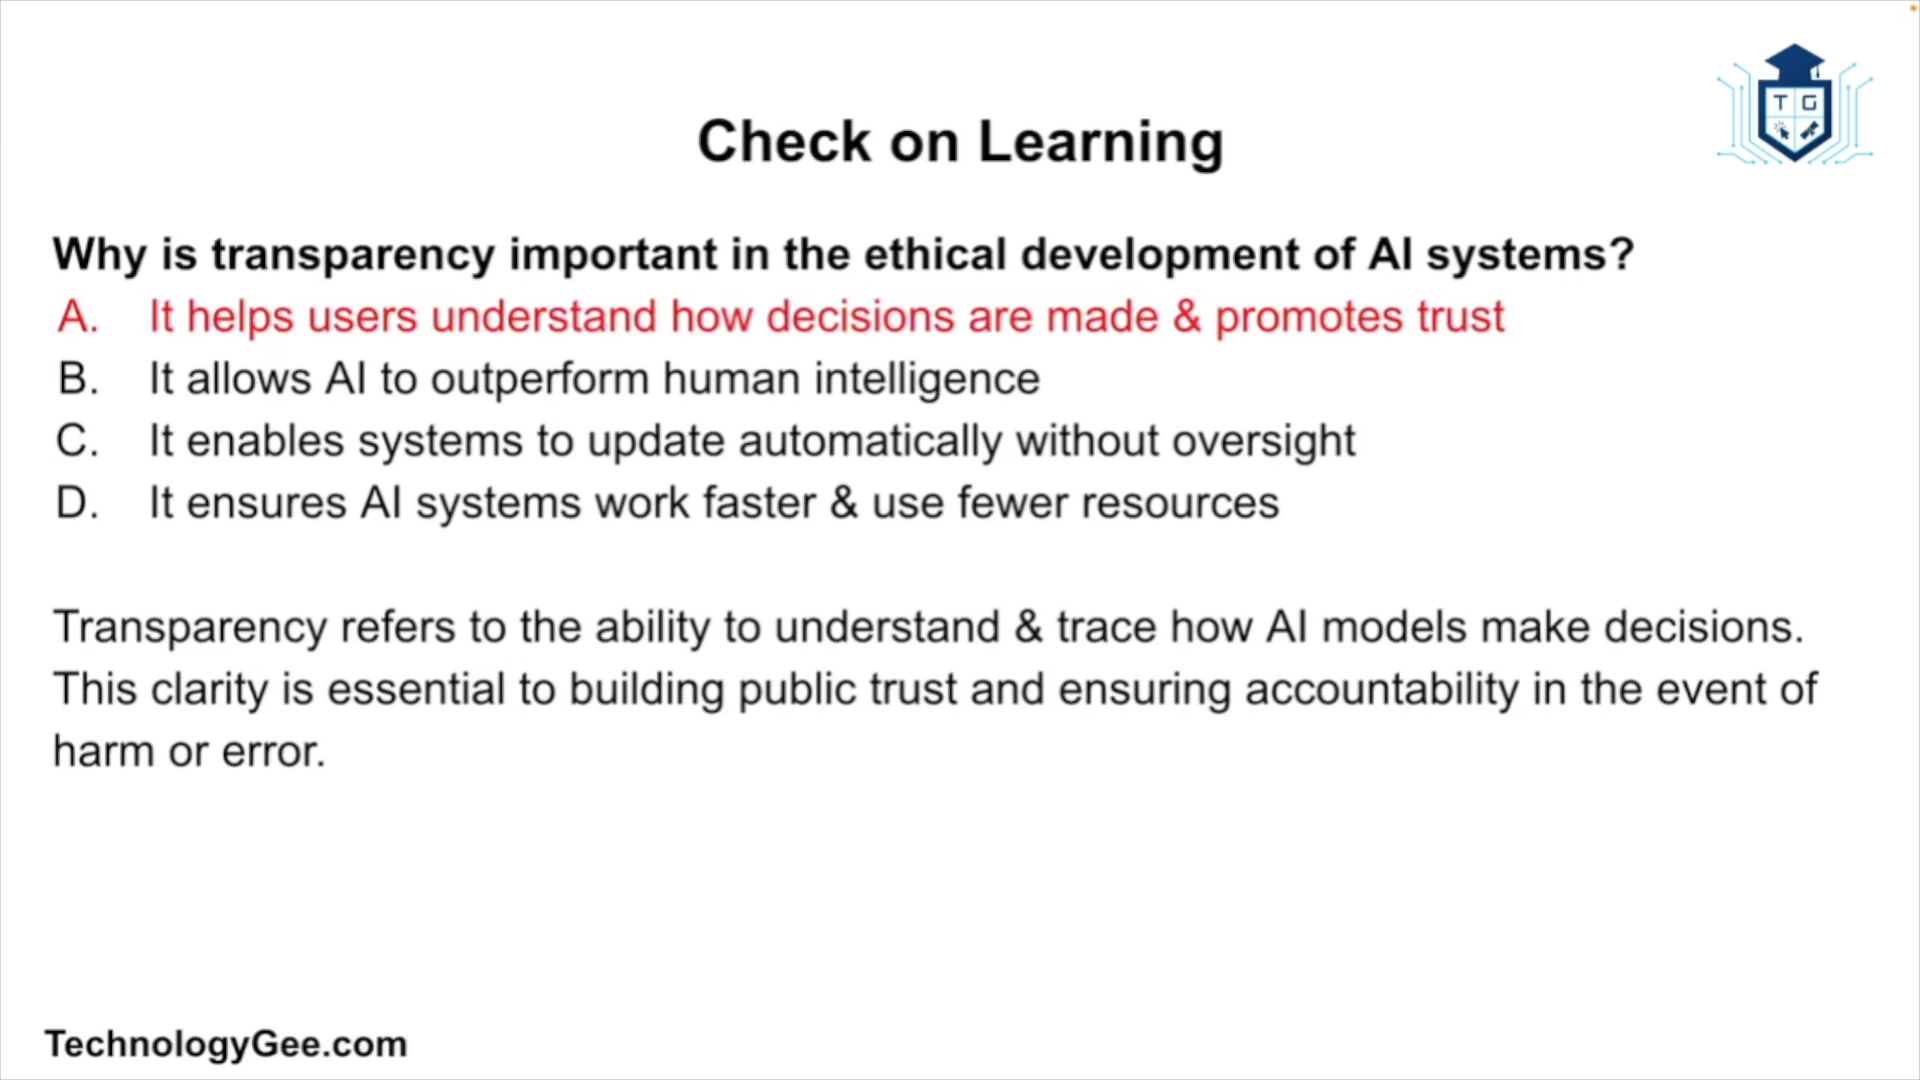 T G
Check on Learning
Why is transparency important in the ethical development of AI systems?
A. It helps users understand how decisions are made & promotes trust
B. It allows AI to outperform human intelligence
C. It enables systems to update automatically without oversight
D. It ensures AI systems work faster & use fewer resources
Transparency refers to the ability to understand & trace how AI models make decisions.
This clarity is essential to building public trust and ensuring accountability in the event of
harm or error.
TechnologyGee.com